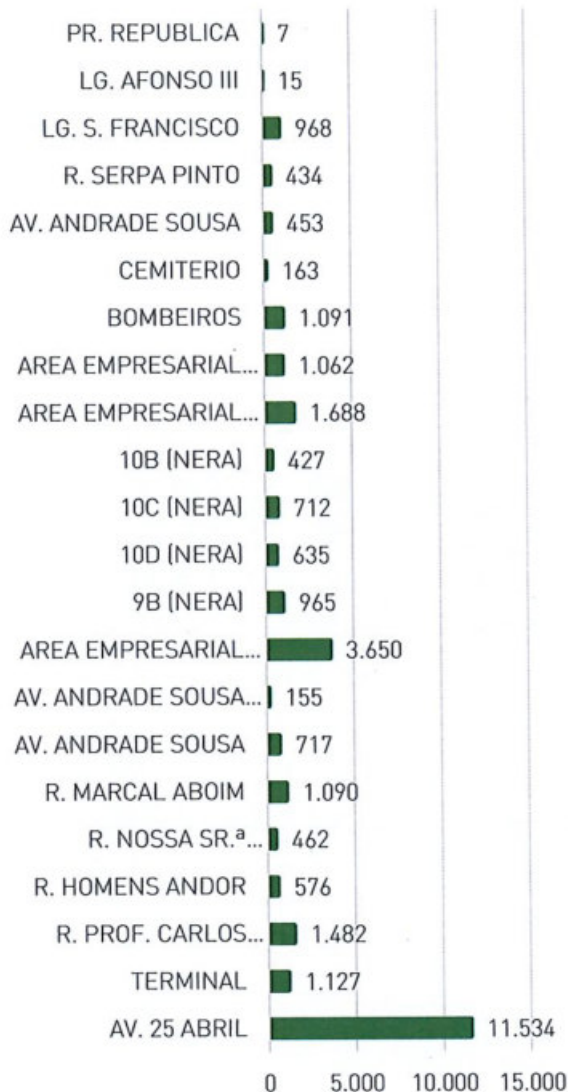 PR. REPUBLICA 7
LG. AFONSO III 15
LG. S. FRANCISCO 968
R. SERPA PINTO 434
AV. ANDRADE SOUSA 453
CEMITERIO 163
BOMBEIROS 1.091
AREA EMPRESARIAL... 1.062
AREA EMPRESARIAL... 1.688
10B (NERA) 427
10C (NERA) 712
10D (NERA) 635
9B (NERA) 965
AREA EMPRESARIAL... 3.650
AV. ANDRADE SOUSA... 155
AV. ANDRADE SOUSA 717
R. MARCAL ABOIM 1.090
R. NOSSA SR.ª... 462
R. HOMENS ANDOR 576
R. PROF. CARLOS... 1.482
TERMINAL 1.127
AV. 25 ABRIL 11.534
0 5.000 10.000 15.000